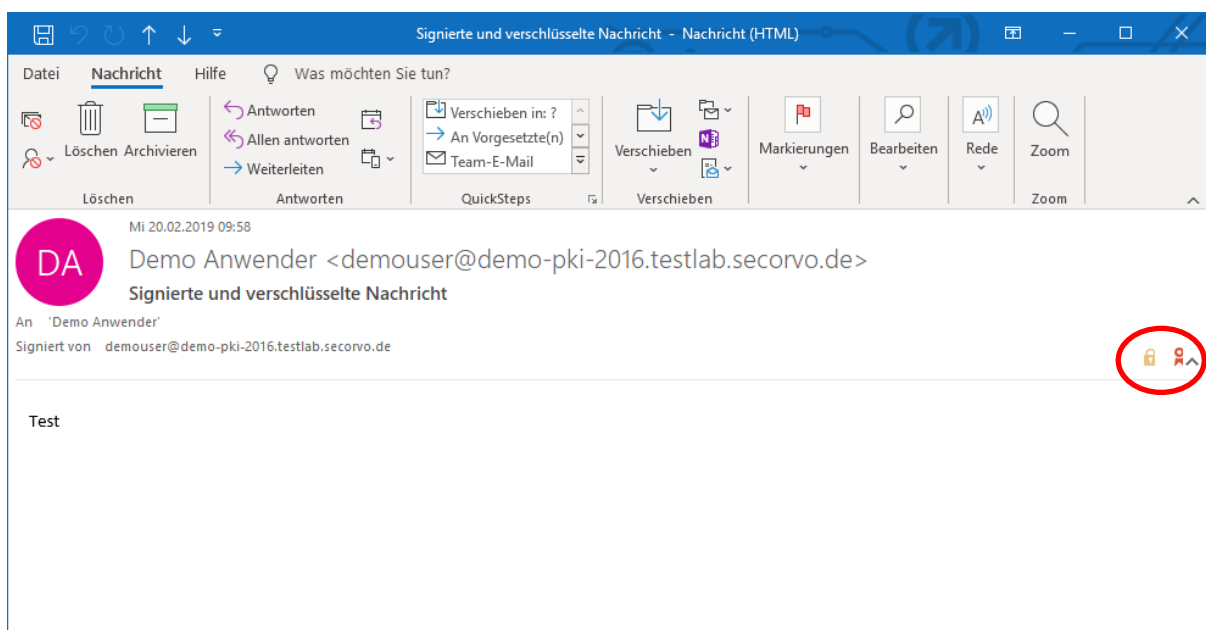 Signierte und verschlüsselte Nachricht - Nachricht (HTML)
Datei Nachricht Hilfe Was möchten Sie tun?
Löschen Archivieren
Löschen
Antworten
Allen antworten
Weiterleiten
Antworten
Verschieben in: ?
An Vorgesetzte(n)
Team-E-Mail
QuickSteps
Verschieben
Verschieben
Markierungen
Bearbeiten
Rede
Zoom
Zoom
Mi 20.02.2019 09:58
DA
Demo Anwender <demouser@demo-pki-2016.testlab.secorvo.de>
Signierte und verschlüsselte Nachricht
An 'Demo Anwender'
Signiert von demouser@demo-pki-2016.testlab.secorvo.de
Test